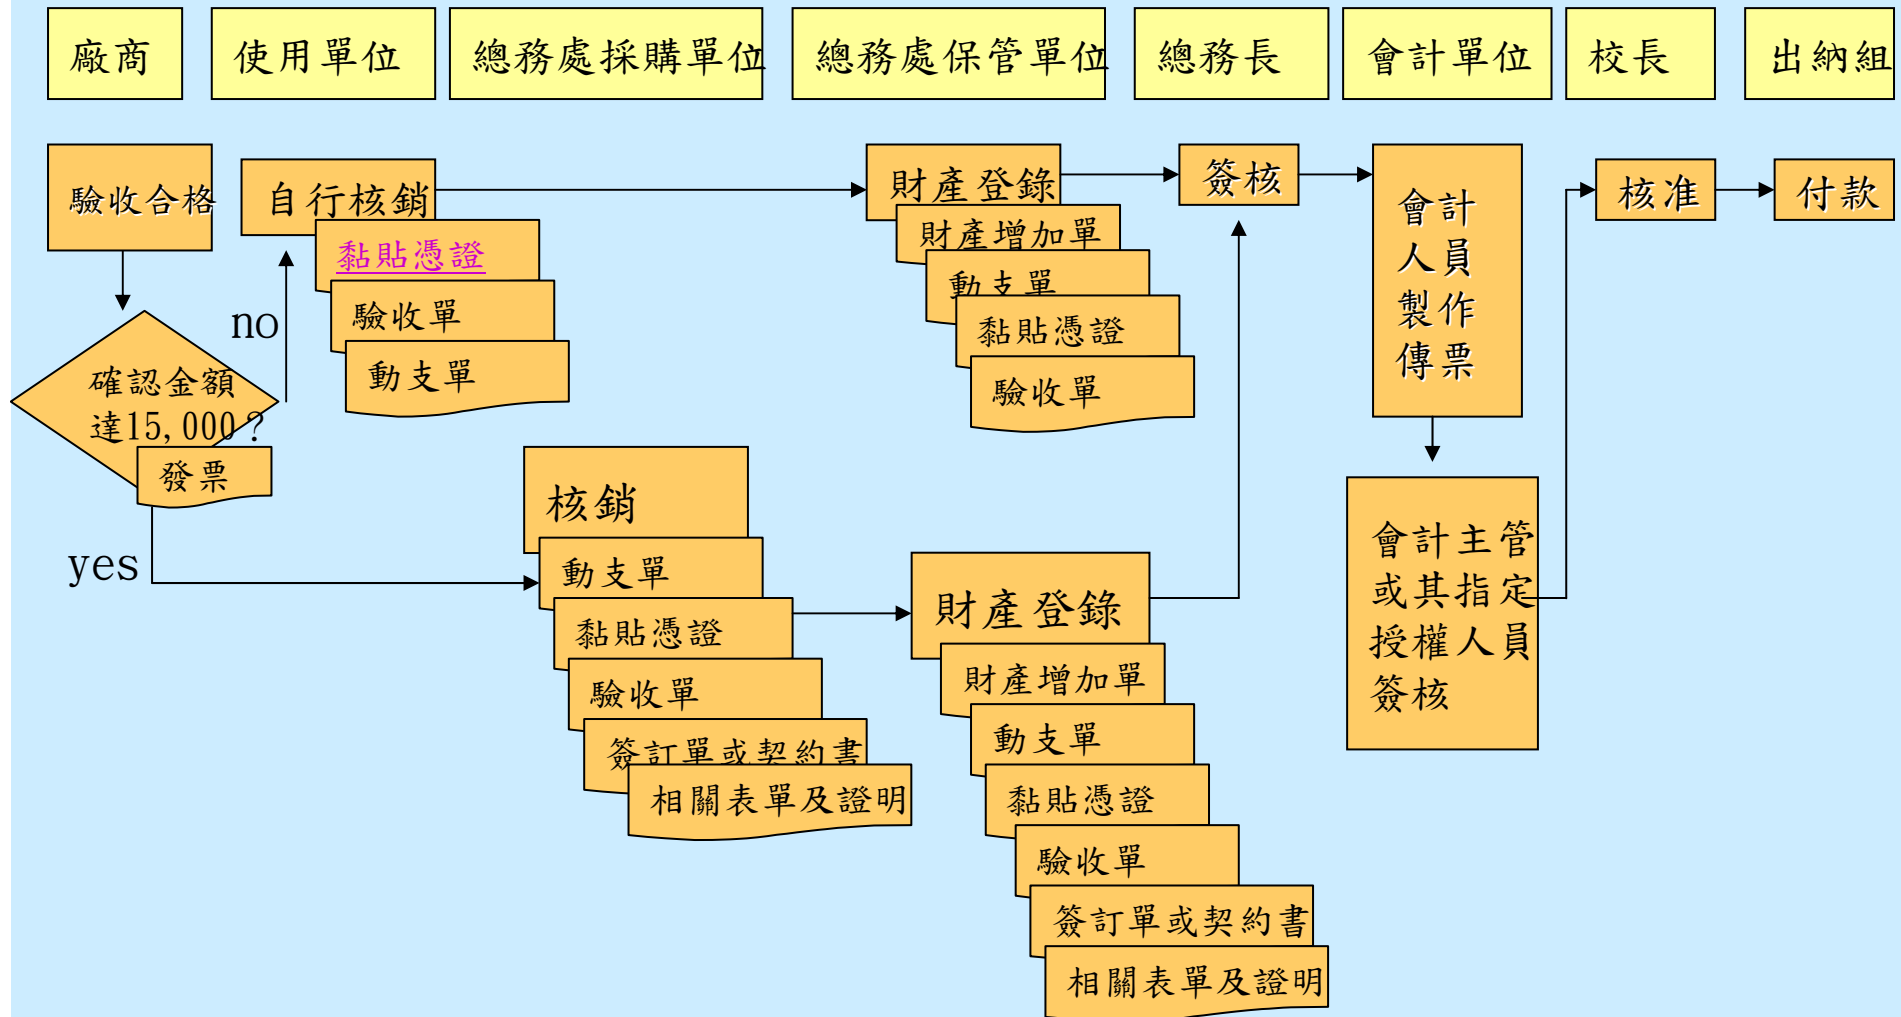 廠商
使用單位
總務處採購單位
總務處保管單位
總務長
會計單位
校長
出納組
驗收合格
確認金額
達15,000?
發票
no
yes
自行核銷
黏貼憑證
驗收單
動支單
核銷
動支單
黏貼憑證
驗收單
簽訂單或契約書
相關表單及證明
財產登錄
財產增加單
動支單
黏貼憑證
驗收單
財產登錄
財產增加單
動支單
黏貼憑證
驗收單
簽訂單或契約書
相關表單及證明
簽核
會計
人員
製作
傳票
會計主管
或其指定
授權人員
簽核
核准
付款